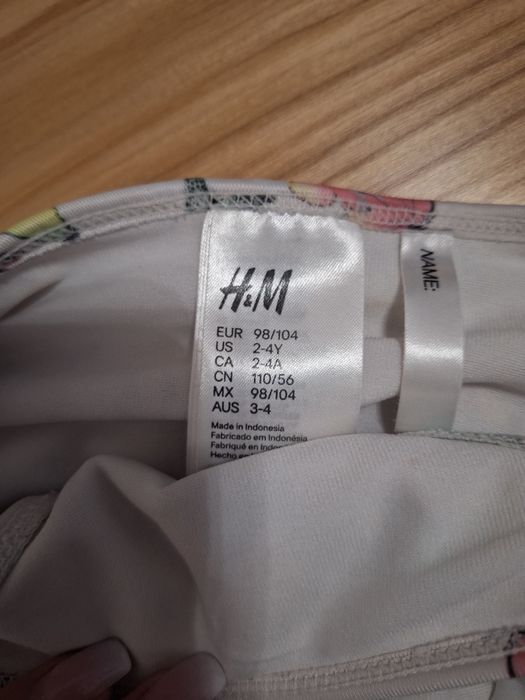 H&M
EUR 98/104
US 2-4Y
CA 2-4A
CN 110/56
MX 98/104
AUS 3-4
Made in Indonesia
Fabricado em Indonésia
Fabriqué en
Hecho
NAME: